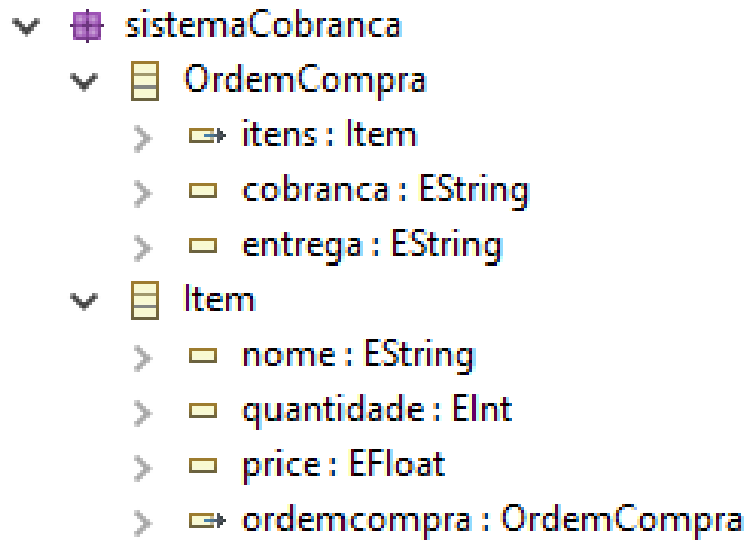 sistemaCobranca
OrdemCompra
itens : Item
cobranca : EString
entrega : EString
Item
nome : EString
quantidade : EInt
price : EFloat
ordemcompra : OrdemCompra